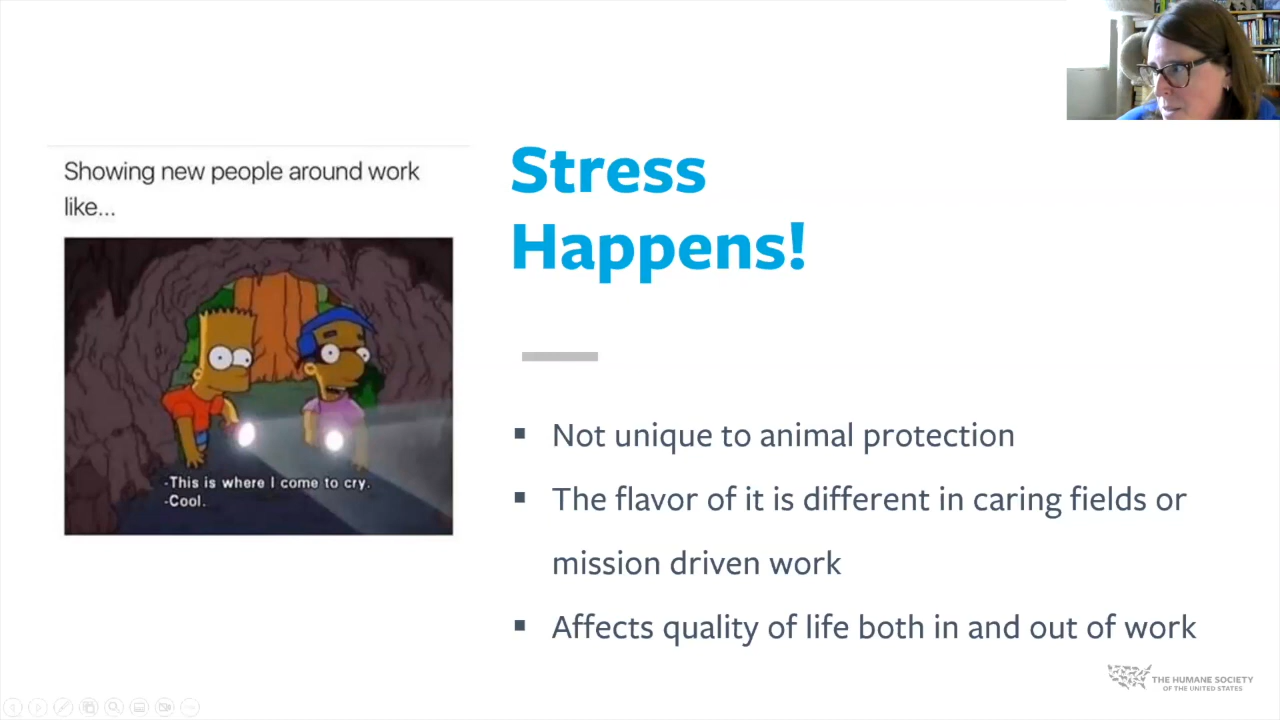 Showing new people around work
like...
-This is where I come to cry.
-Cool.
Stress
Happens!
▪ Not unique to animal protection
▪ The flavor of it is different in caring fields or
mission driven work
▪ Affects quality of life both in and out of work
THE HUMANE SOCIETY
OF THE UNITED STATES